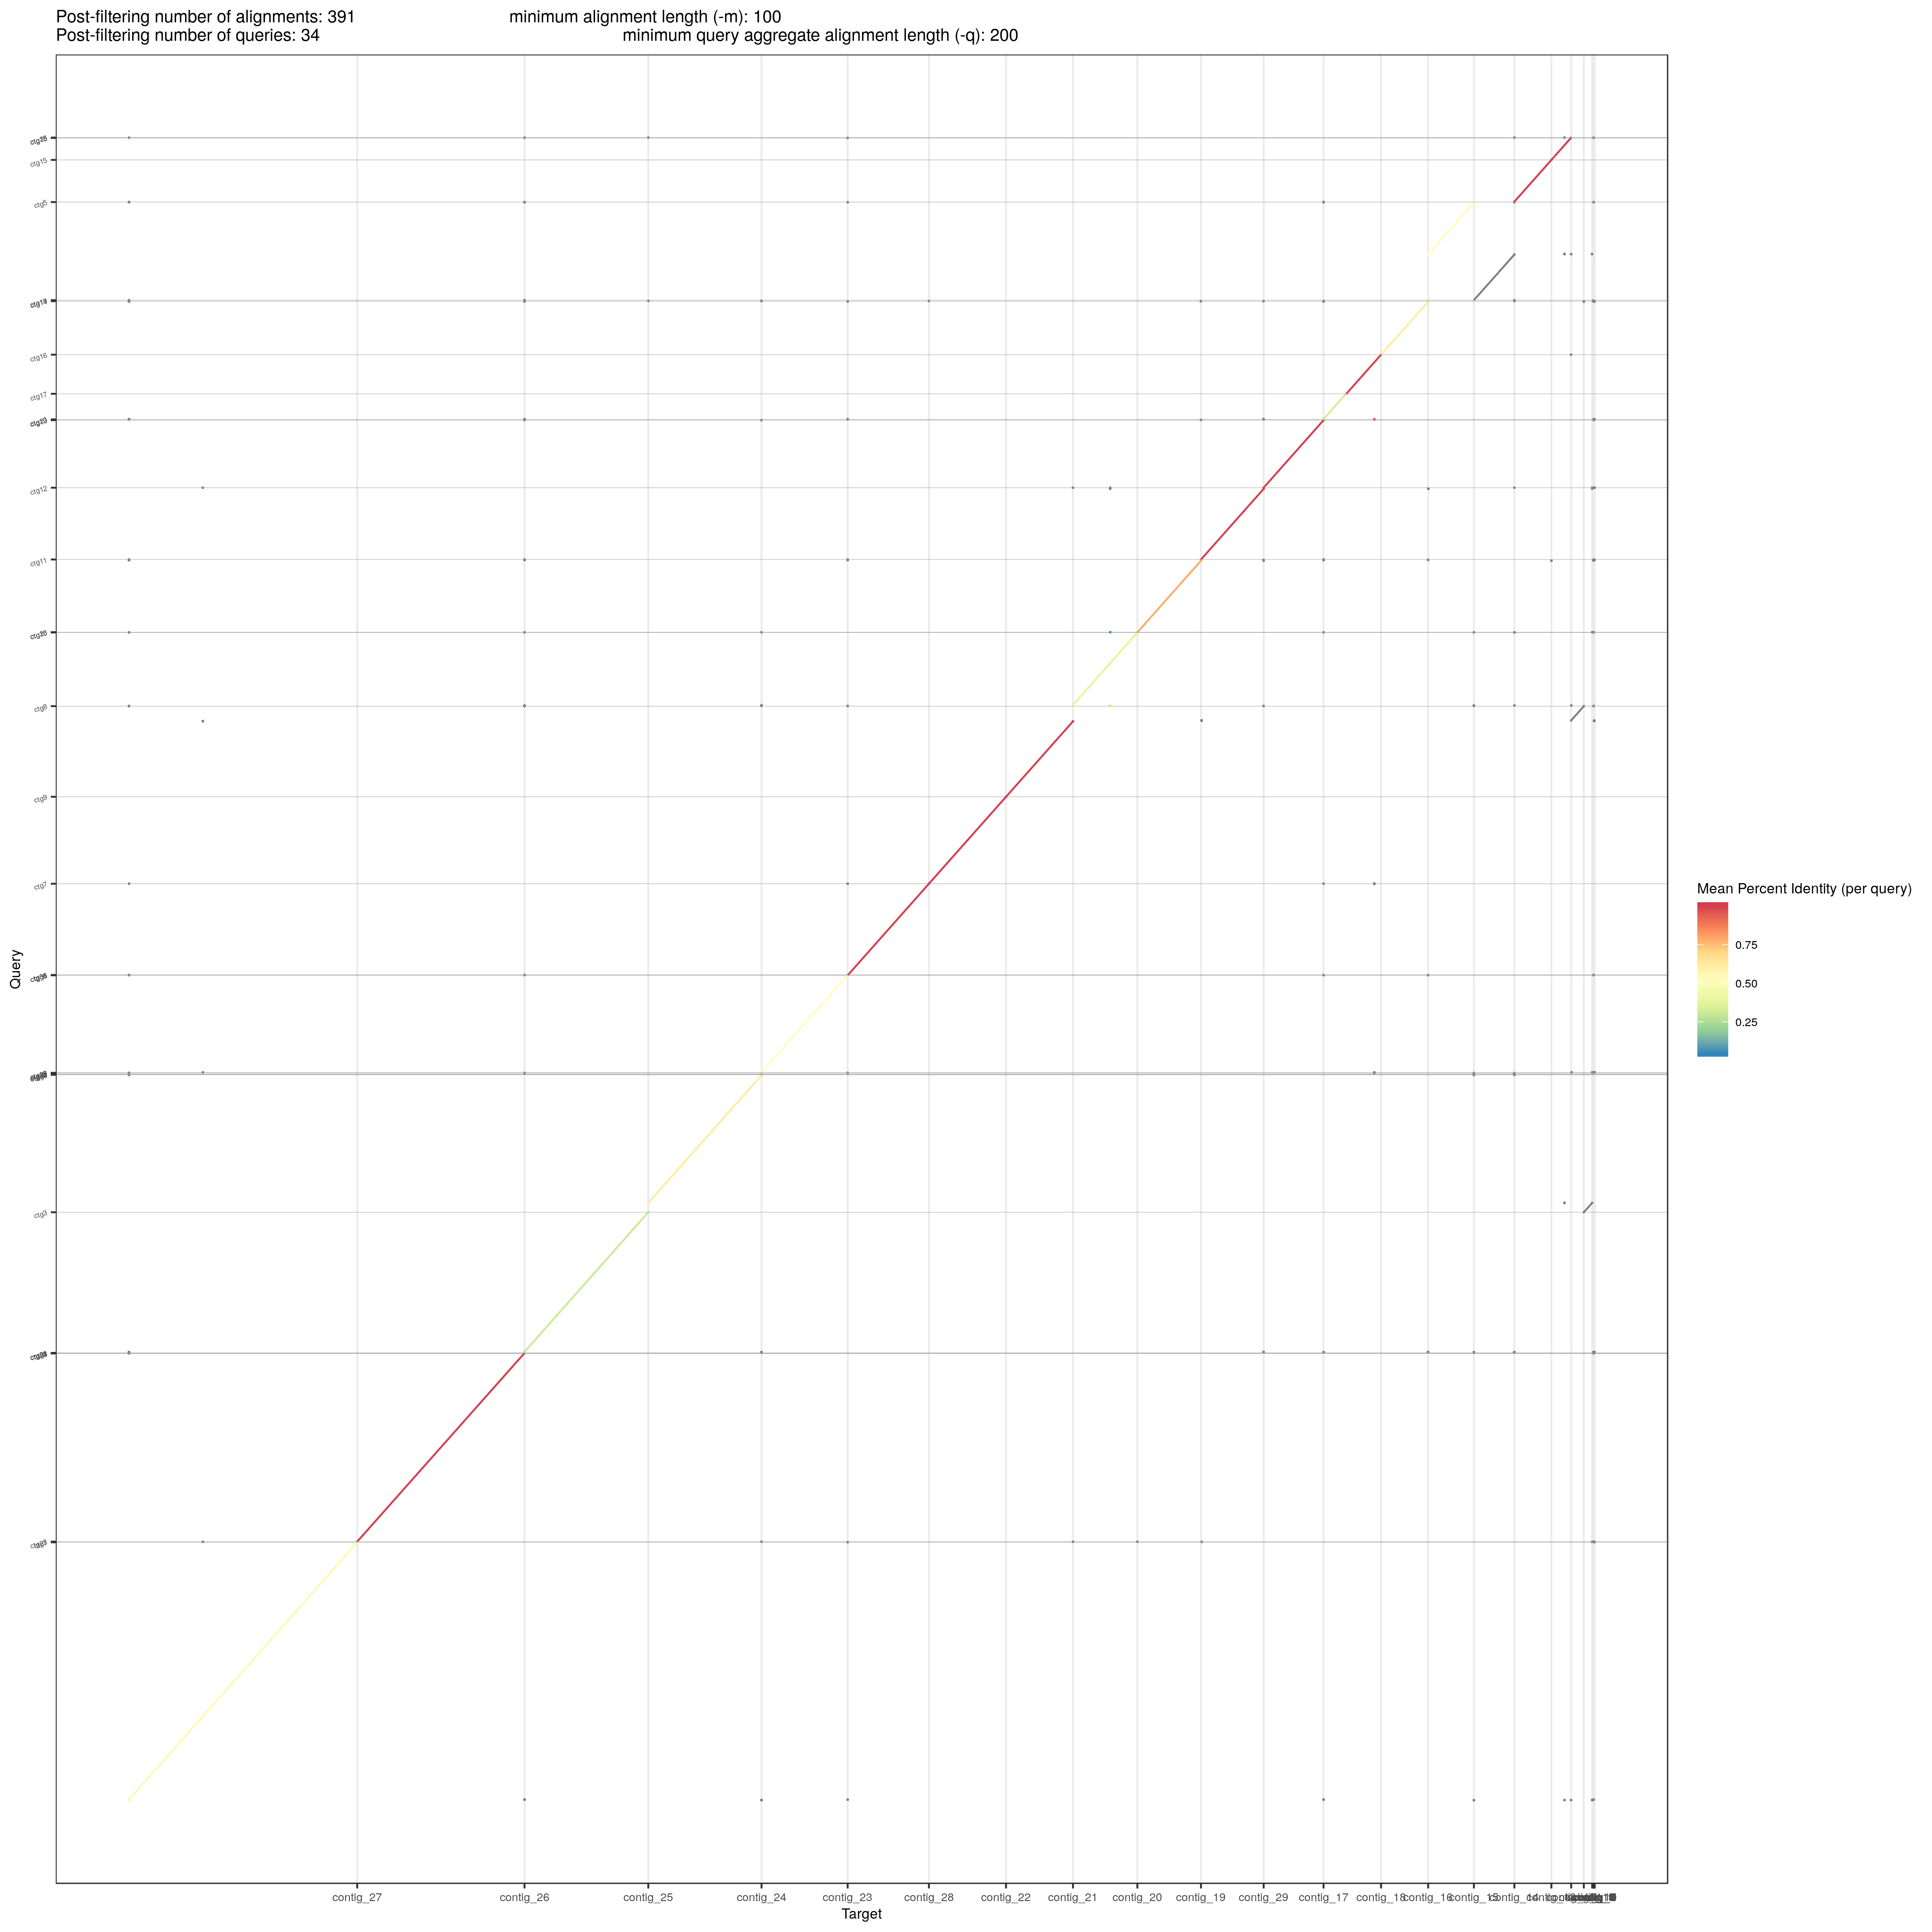 Post-filtering number of alignments: 391 minimum alignment length (-m): 100
Post-filtering number of queries: 34 minimum query aggregate alignment length (-q): 200
ctg15
ctg5
ctg16
ctg17
ctg12
ctg11
ctg8
ctg9
ctg7
ctg3
Query
Mean Percent Identity (per query)
0.75
0.50
0.25
contig_27 contig_26 contig_25 contig_24 contig_23 contig_28 contig_22 contig_21 contig_20 contig_19 contig_29 contig_17 contig_18 contig_16 contig_15 contig_14
Target